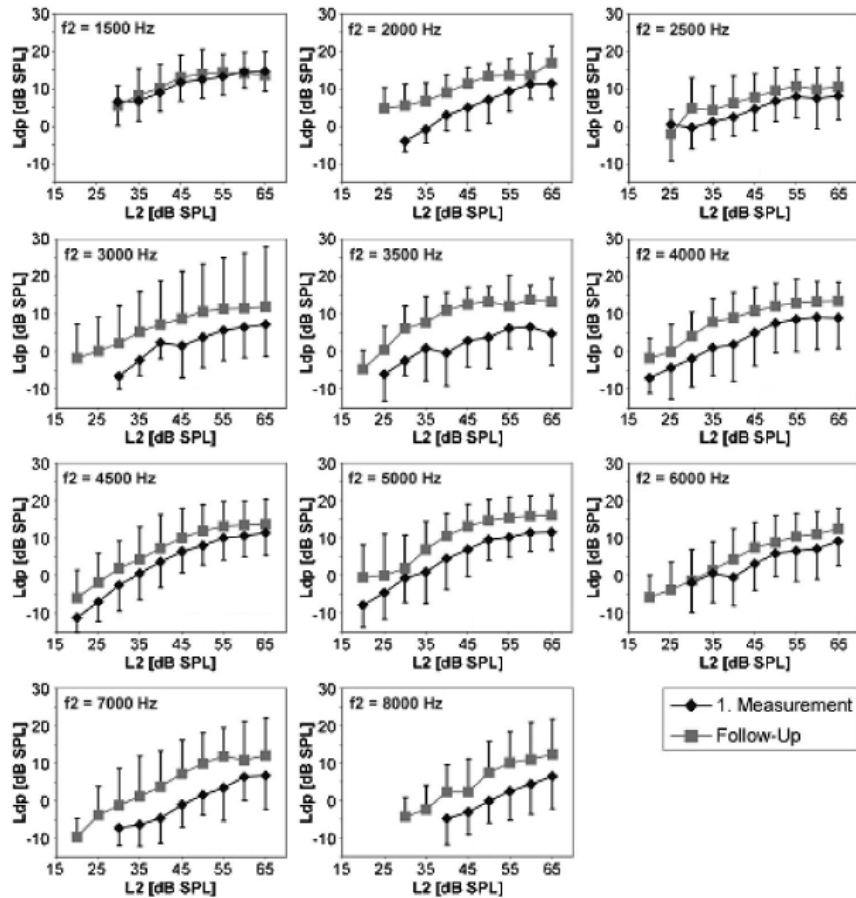 f2 = 1500 Hz
f2 = 2000 Hz
f2 = 2500 Hz
Ldp [dB SPL]
30
20
10
0
-10
Ldp [dB SPL]
30
20
10
0
-10
Ldp [dB SPL]
30
20
10
0
-10
15 25 35 45 55 65
15 25 35 45 55 65
15 25 35 45 55 65
L2 [dB SPL]
L2 [dB SPL]
L2 [dB SPL]
f2 = 3000 Hz
f2 = 3500 Hz
f2 = 4000 Hz
Ldp [dB SPL]
30
20
10
0
-10
Ldp [dB SPL]
30
20
10
0
-10
Ldp [dB SPL]
30
20
10
0
-10
15 25 35 45 55 65
15 25 35 45 55 65
15 25 35 45 55 65
L2 [dB SPL]
L2 [dB SPL]
L2 [dB SPL]
f2 = 4500 Hz
f2 = 5000 Hz
f2 = 6000 Hz
Ldp [dB SPL]
30
20
10
0
-10
Ldp [dB SPL]
30
20
10
0
-10
Ldp [dB SPL]
30
20
10
0
-10
15 25 35 45 55 65
15 25 35 45 55 65
15 25 35 45 55 65
L2 [dB SPL]
L2 [dB SPL]
L2 [dB SPL]
f2 = 7000 Hz
f2 = 8000 Hz
Ldp [dB SPL]
30
20
10
0
-10
Ldp [dB SPL]
30
20
10
0
-10
15 25 35 45 55 65
15 25 35 45 55 65
L2 [dB SPL]
L2 [dB SPL]
1. Measurement
Follow-Up